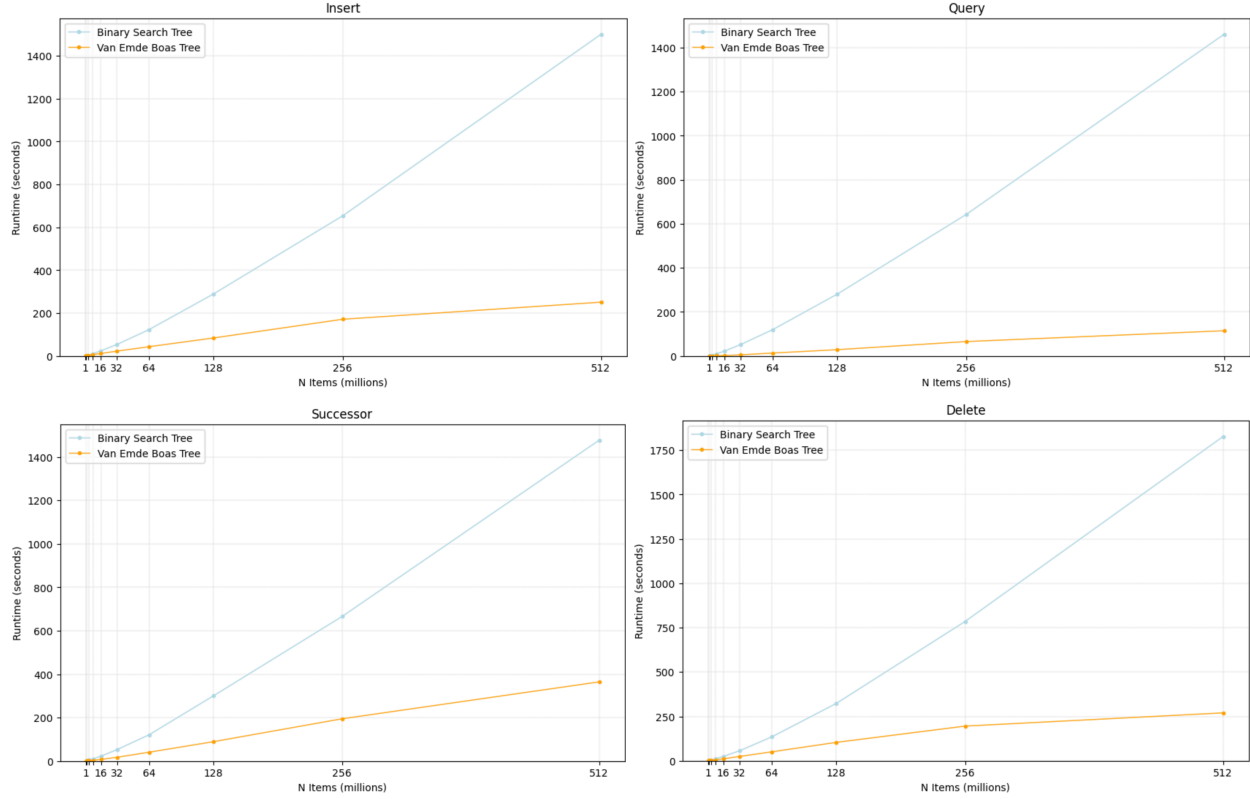 Insert
Binary Search Tree
Van Emde Boas Tree
Runtime (seconds)
1400
1200
1000
800
600
400
200
0
1 16 32 64 128 256 512
N Items (millions)
Query
Binary Search Tree
Van Emde Boas Tree
Runtime (seconds)
1400
1200
1000
800
600
400
200
0
1 16 32 64 128 256 512
N Items (millions)
Successor
Binary Search Tree
Van Emde Boas Tree
Runtime (seconds)
1400
1200
1000
800
600
400
200
0
1 16 32 64 128 256 512
N Items (millions)
Delete
Binary Search Tree
Van Emde Boas Tree
Runtime (seconds)
1750
1500
1250
1000
750
500
250
0
1 16 32 64 128 256 512
N Items (millions)